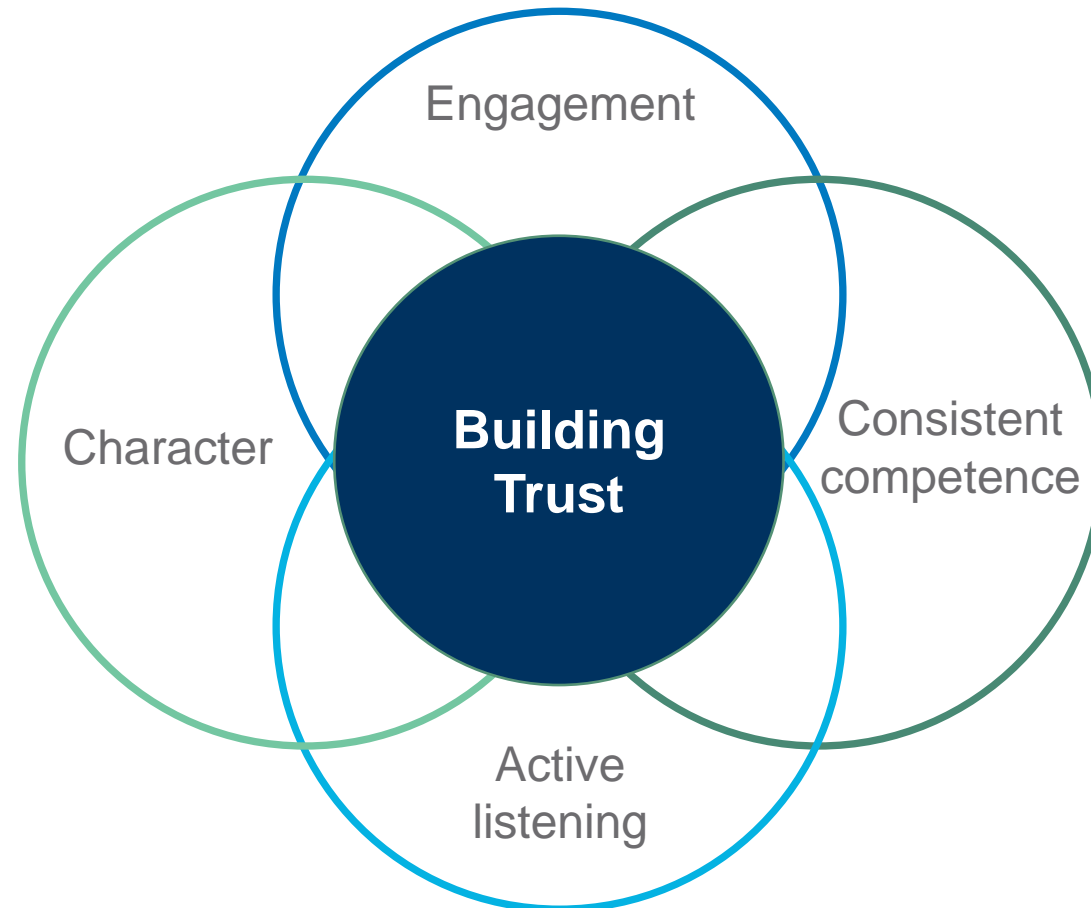 Engagement
Character
Building
Trust
Consistent
competence
Active
listening